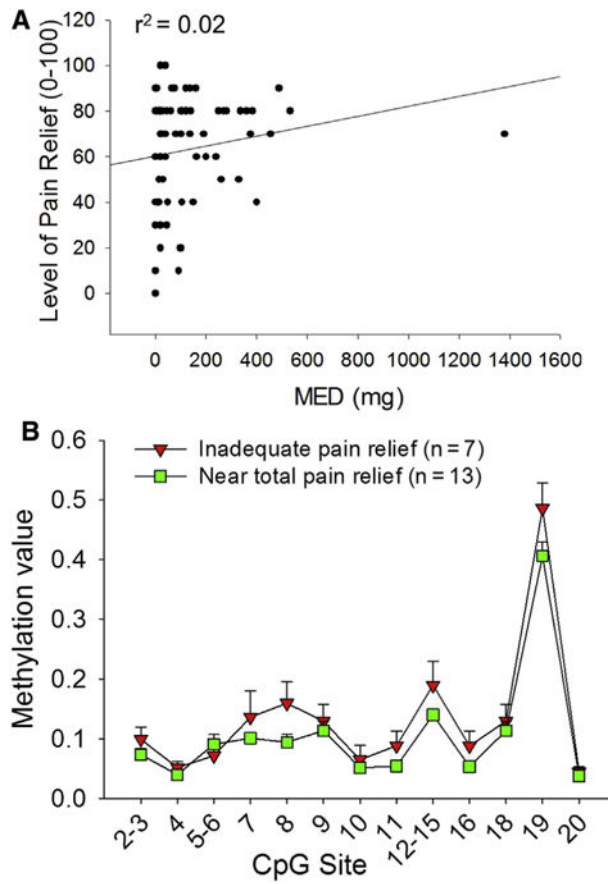 A
r² = 0.02
Level of Pain Relief (0-100)
120
100
80
60
40
20
0
0 200 400 600 800 1000 1200 1400 1600
MED (mg)
B
Inadequate pain relief (n = 7)
Near total pain relief (n = 13)
Methylation value
0.6
0.5
0.4
0.3
0.2
0.1
0.0
2-3 4 5-6 7 8 9 10 11 12-15 16 18 19 20
CpG Site